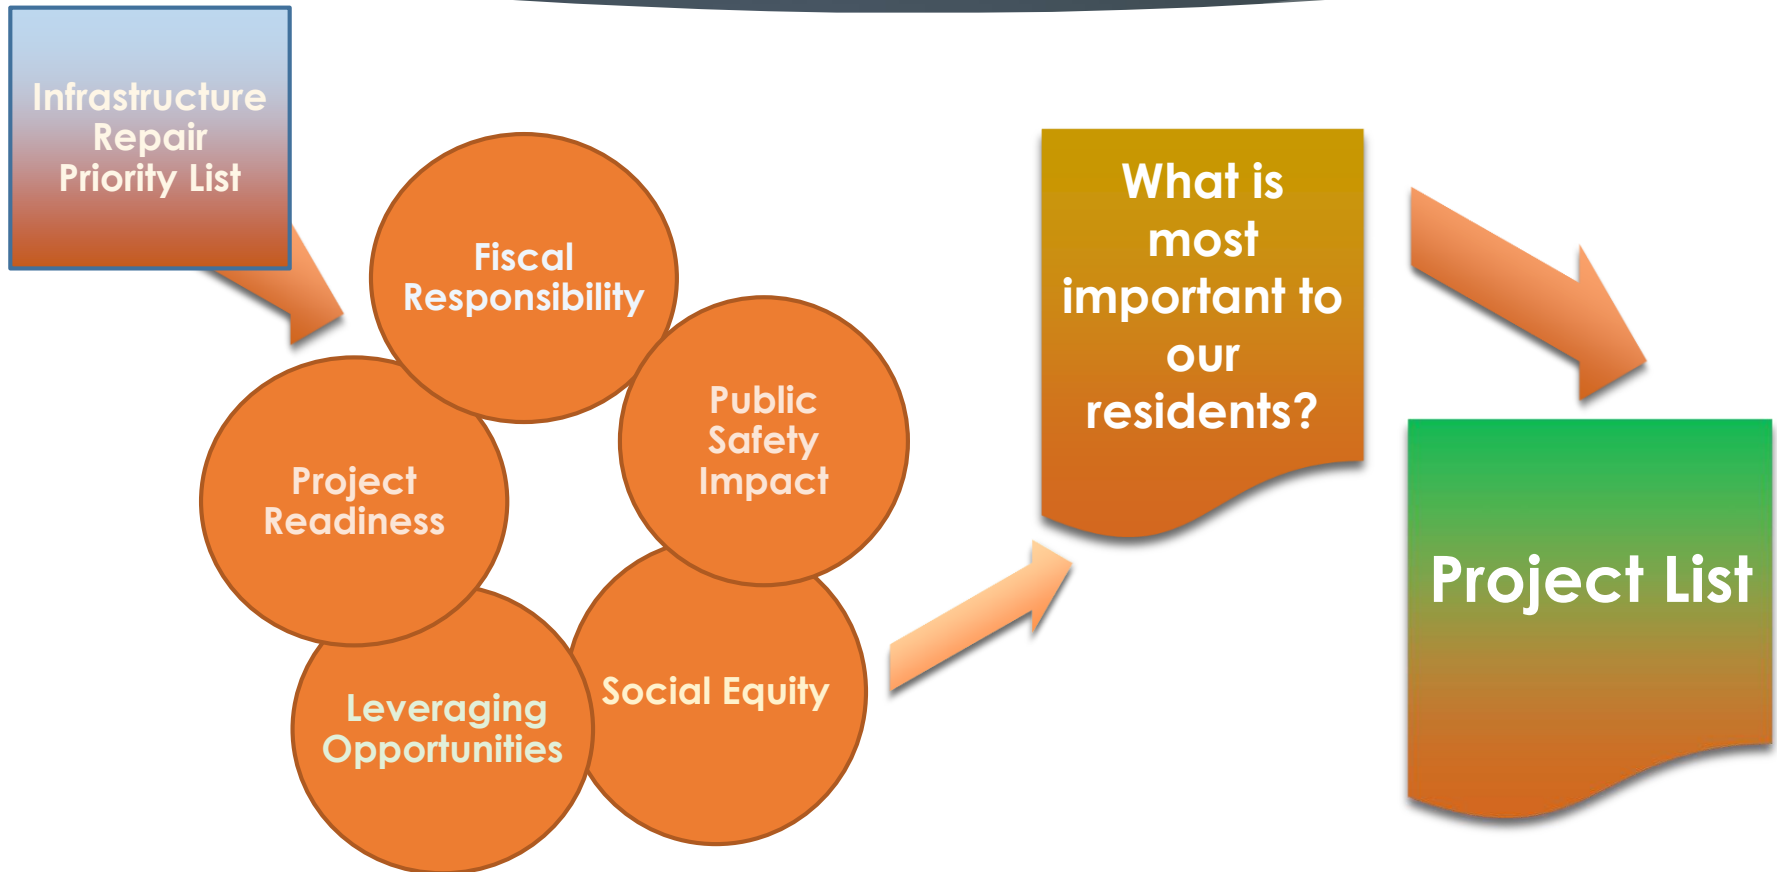 Infrastructure
Repair
Priority List
Fiscal
Responsibility
Public
Safety
Impact
Project
Readiness
Social Equity
Leveraging
Opportunities
What is
most
important to
our
residents?
Project List